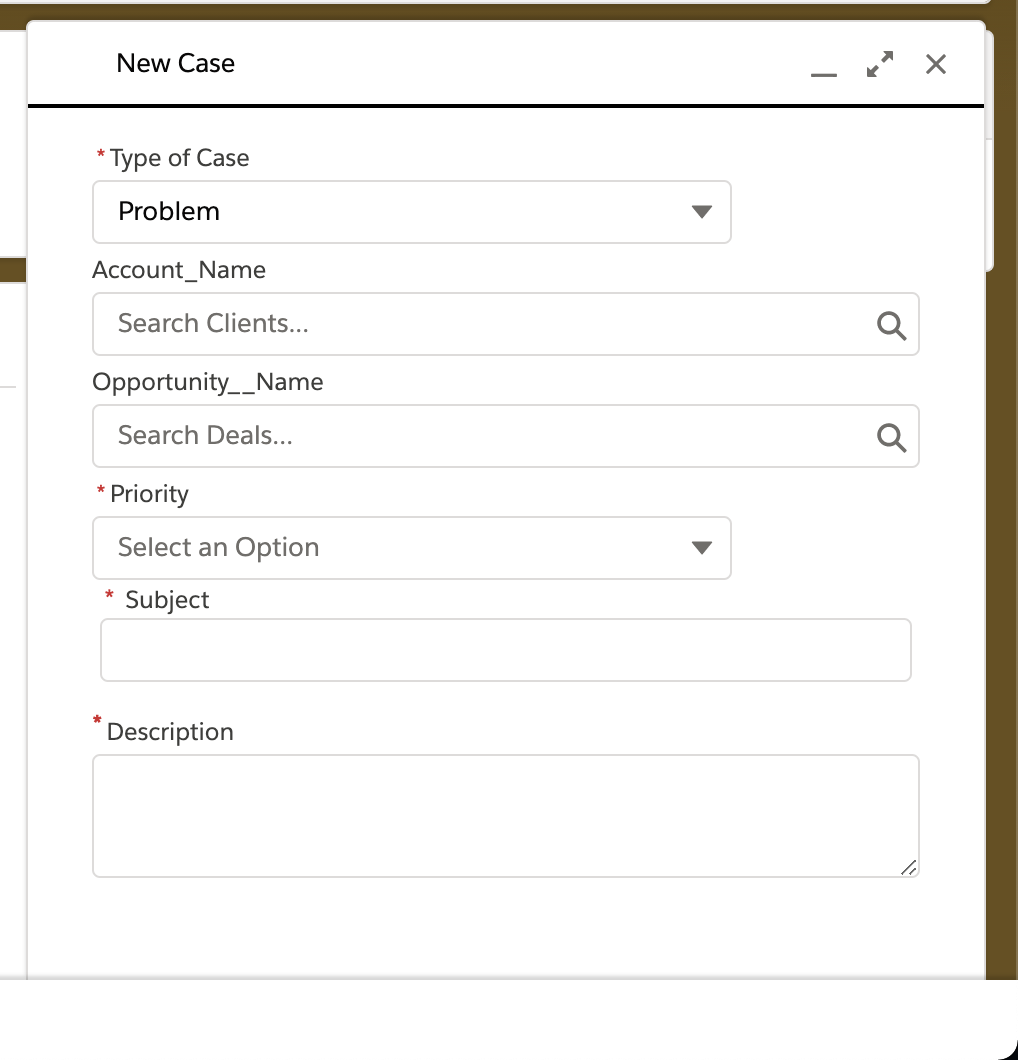 New Case
* Type of Case
Problem
Account_Name
Search Clients...
Opportunity__Name
Search Deals...
* Priority
Select an Option
* Subject
* Description